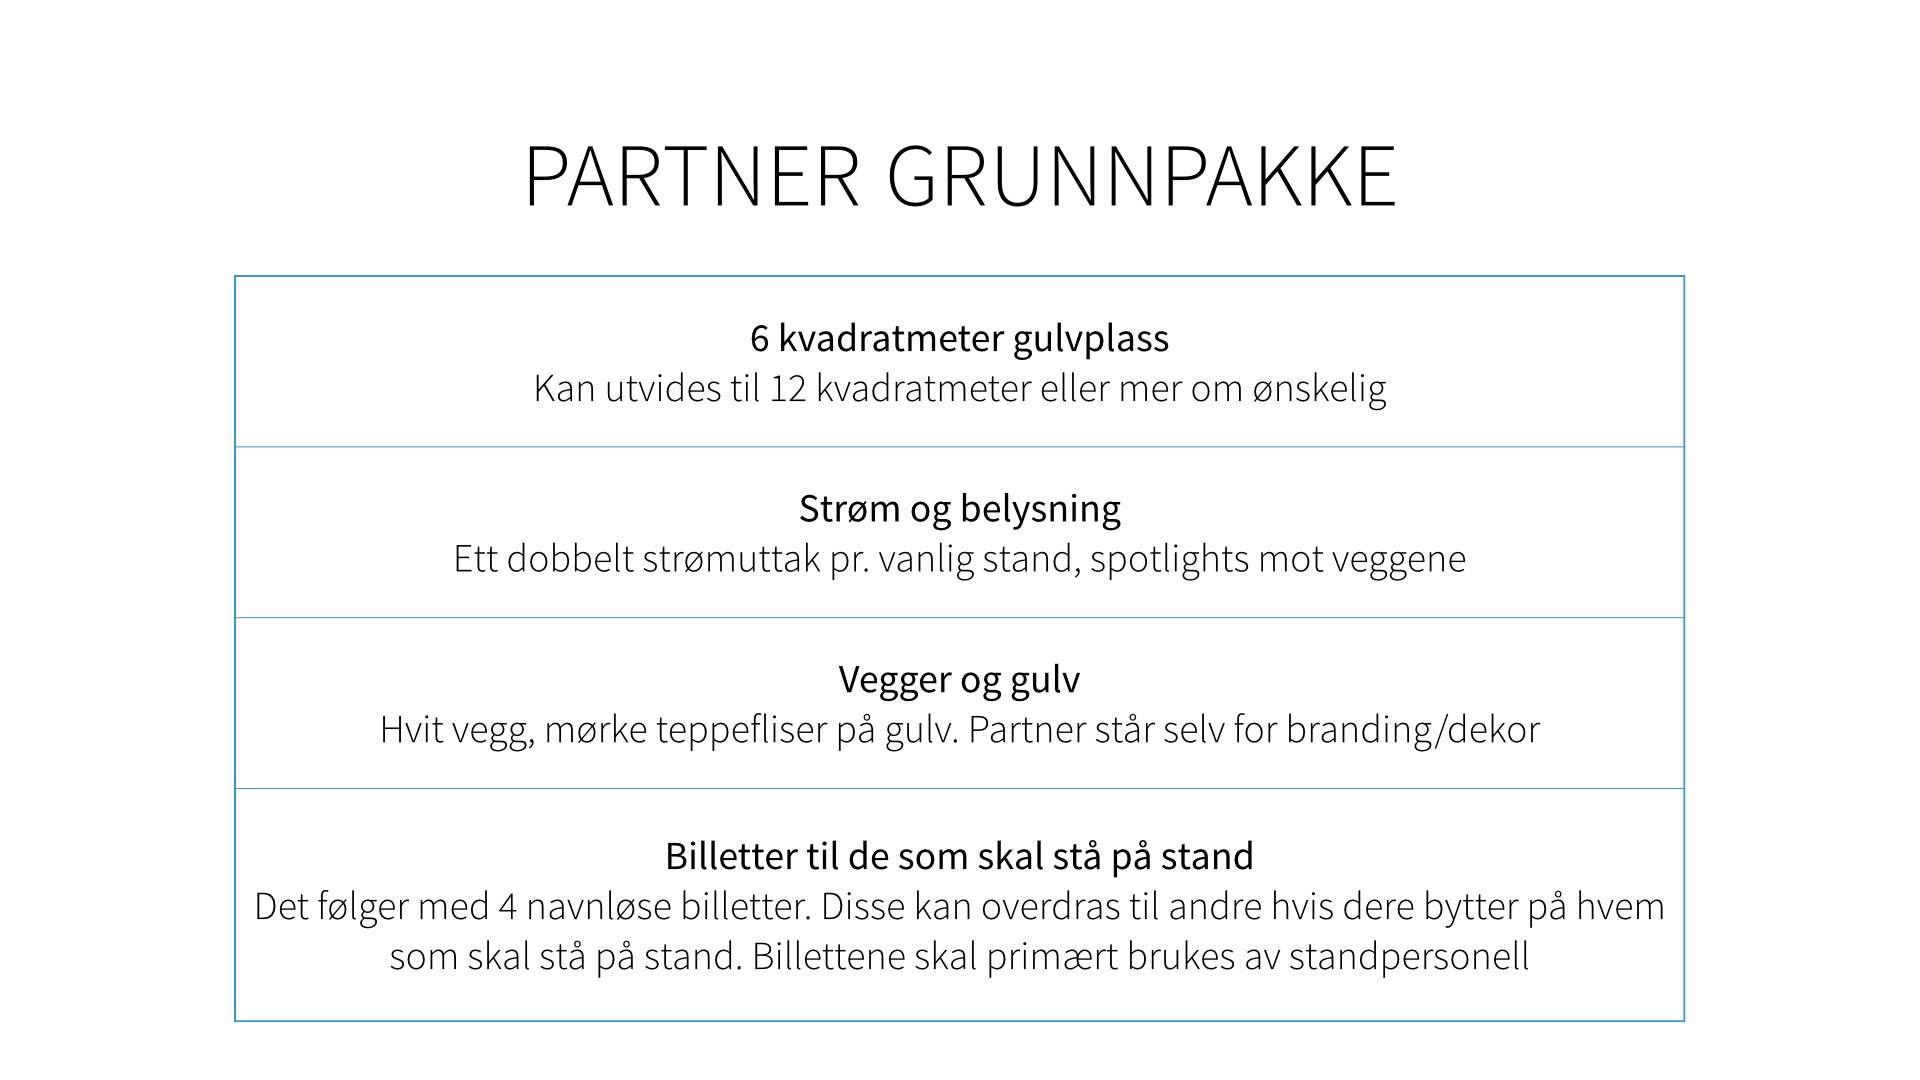 PARTNER GRUNNPAKKE
6 kvadratmeter gulvplass
Kan utvides til 12 kvadratmeter eller mer om ønskelig
Strøm og belysning
Ett dobbelt strømuttak pr. vanlig stand, spotlights mot veggene
Vegger og gulv
Hvit vegg, mørke teppefliser på gulv. Partner står selv for branding/dekor
Billetter til de som skal stå på stand
Det følger med 4 navnløse billetter. Disse kan overdras til andre hvis dere bytter på hvem
som skal stå på stand. Billettene skal primært brukes av standpersonell